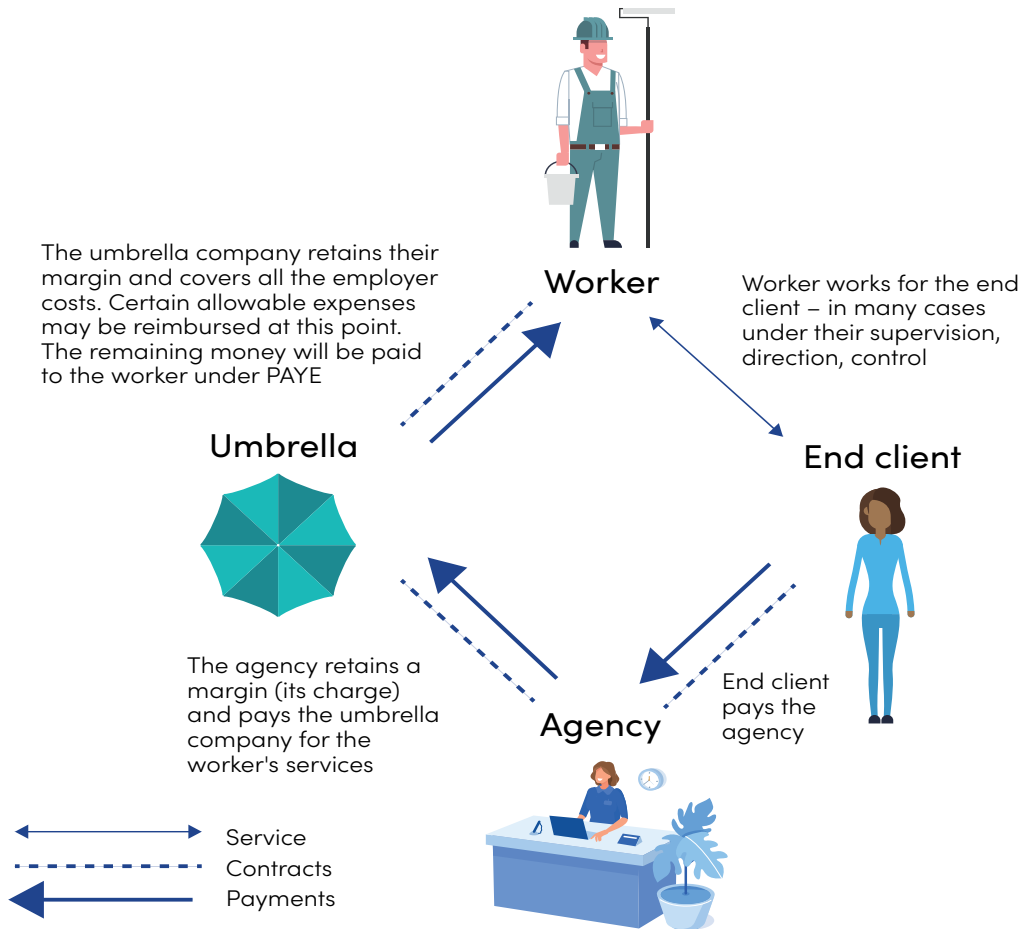 Worker
The umbrella company retains their
margin and covers all the employer
costs. Certain allowable expenses
may be reimbursed at this point.
The remaining money will be paid
to the worker under PAYE
Worker works for the end
client – in many cases
under their supervision,
direction, control
Umbrella
End client
The agency retains a
margin (its charge)
and pays the umbrella
company for the
worker's services
End client
pays the
agency
Agency
Service
Contracts
Payments